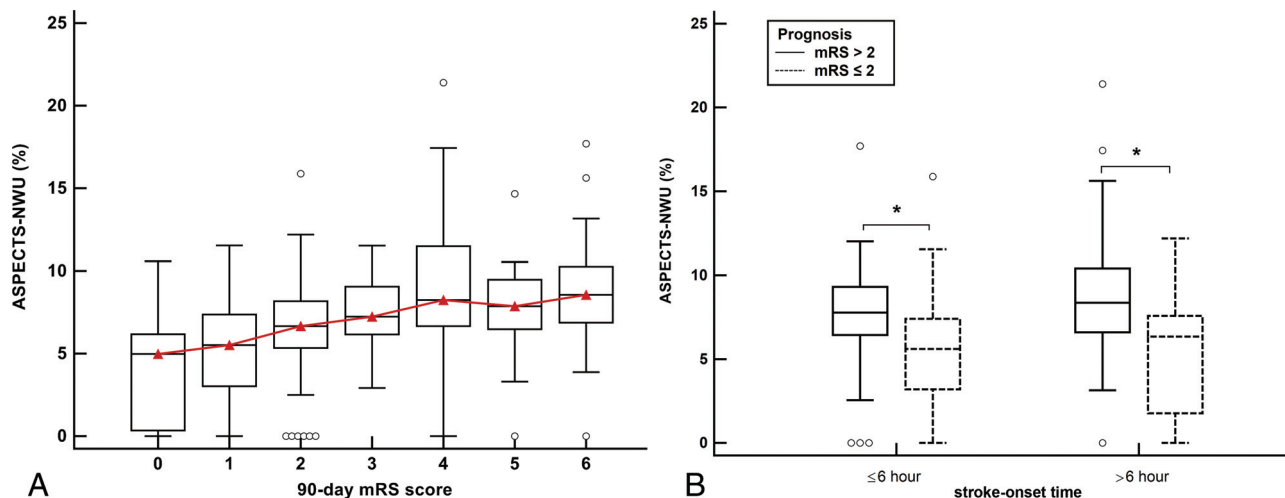 25
20
15
10
5
0
ASPECTS-NWU (%)
0 1 2 3 4 5 6
90-day mRS score
A
25
20
15
10
5
0
ASPECTS-NWU (%)
Prognosis
mRS > 2
mRS ≤ 2
*
*
≤6 hour >6 hour
stroke-onset time
B